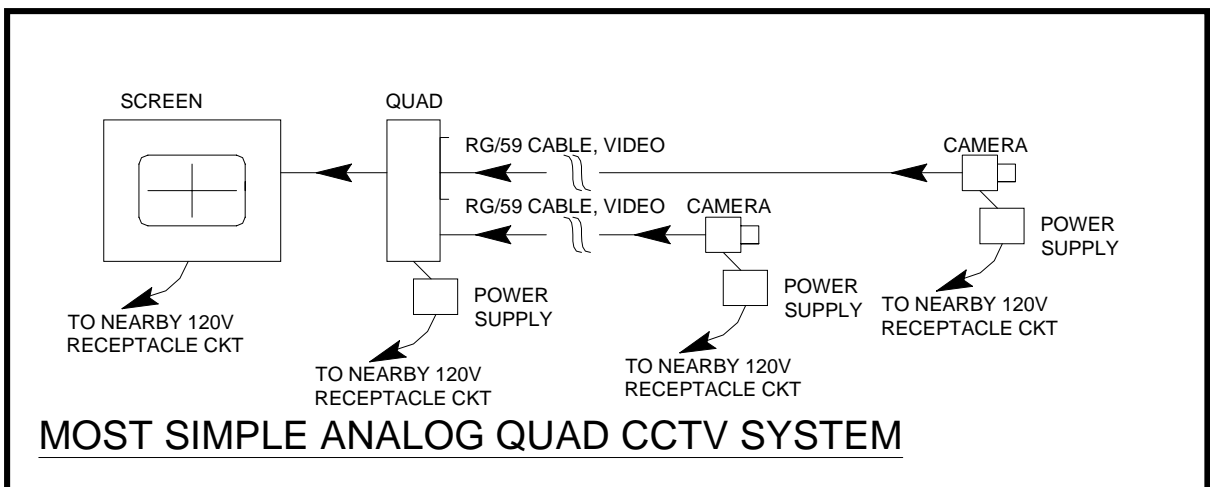 SCREEN
QUAD
RG/59 CABLE, VIDEO
CAMERA
RG/59 CABLE, VIDEO
CAMERA
POWER
SUPPLY
POWER
SUPPLY
POWER
SUPPLY
TO NEARBY 120V
RECEPTACLE CKT
TO NEARBY 120V
RECEPTACLE CKT
TO NEARBY 120V
RECEPTACLE CKT
TO NEARBY 120V
RECEPTACLE CKT
MOST SIMPLE ANALOG QUAD CCTV SYSTEM